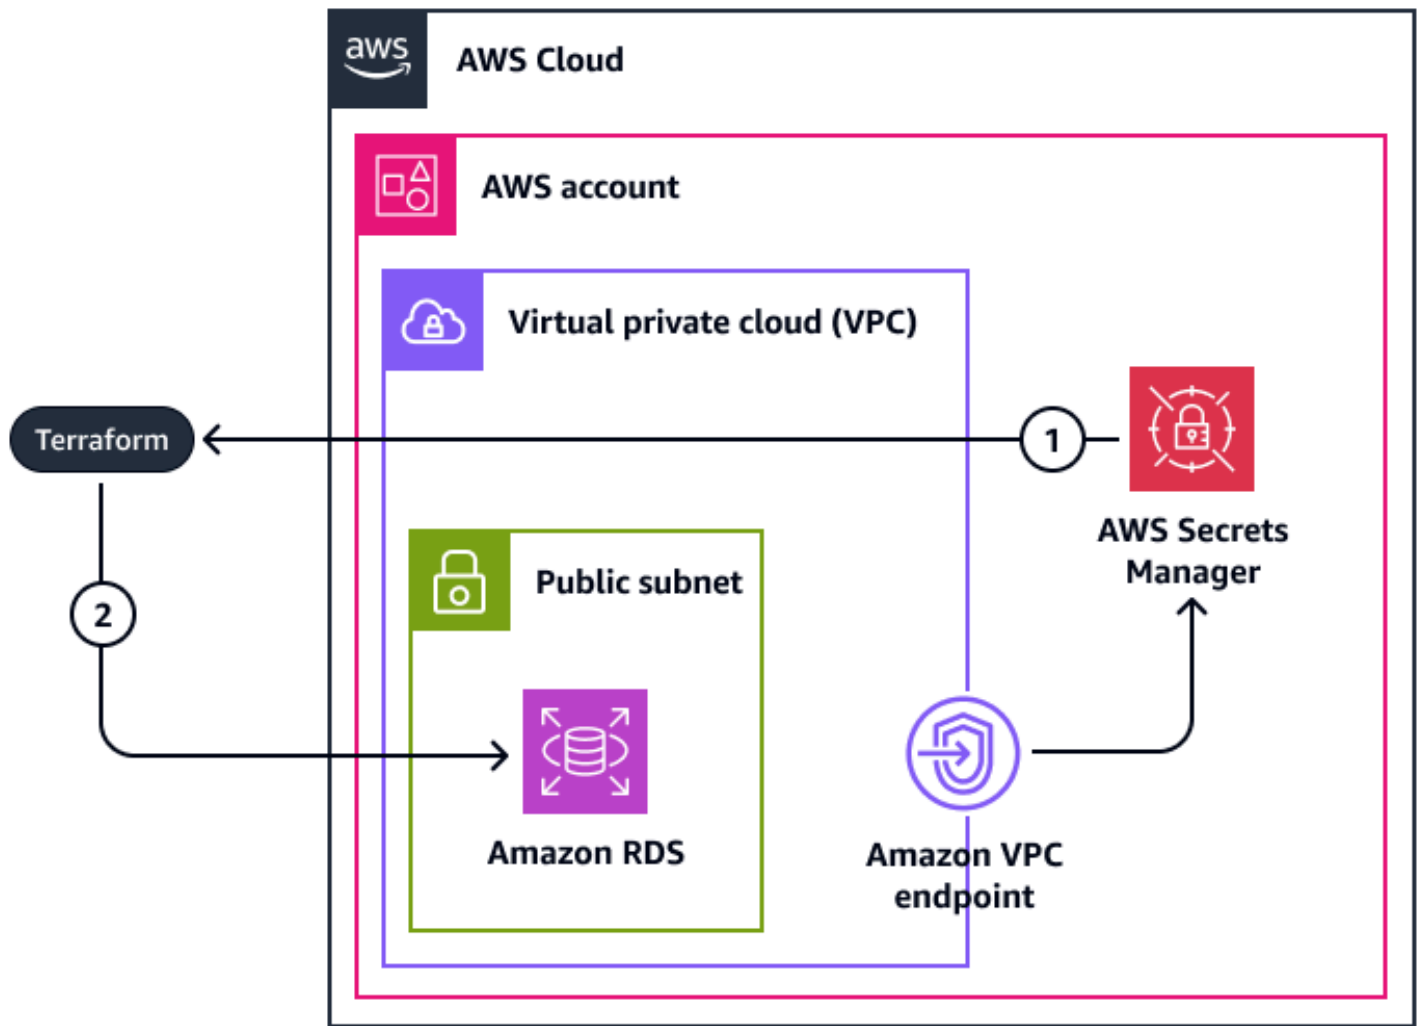 aws
AWS Cloud
AWS account
Virtual private cloud (VPC)
Terraform
1
AWS Secrets
Manager
Public subnet
2
Amazon RDS
Amazon VPC
endpoint